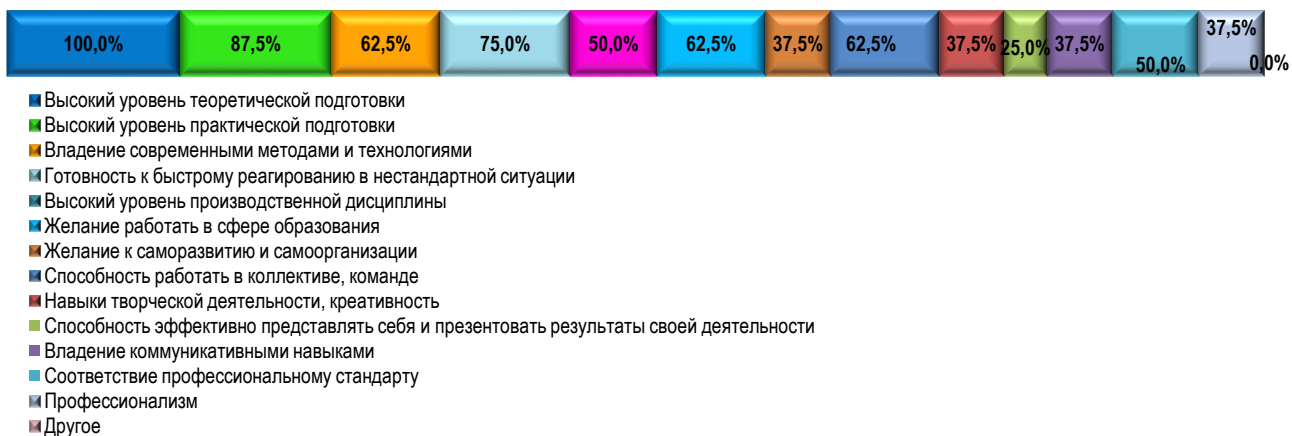 100,0% 87,5% 62,5% 75,0% 50,0% 62,5% 37,5% 62,5% 37,5% 25,0% 37,5% 50,0% 37,5% 0,0%
Высокий уровень теоретической подготовки
Высокий уровень практической подготовки
Владение современными методами и технологиями
Готовность к быстрому реагированию в нестандартной ситуации
Высокий уровень производственной дисциплины
Желание работать в сфере образования
Желание к саморазвитию и самоорганизации
Способность работать в коллективе, команде
Навыки творческой деятельности, креативность
Способность эффективно представлять себя и презентовать результаты своей деятельности
Владение коммуникативными навыками
Соответствие профессиональному стандарту
Профессионализм
Другое